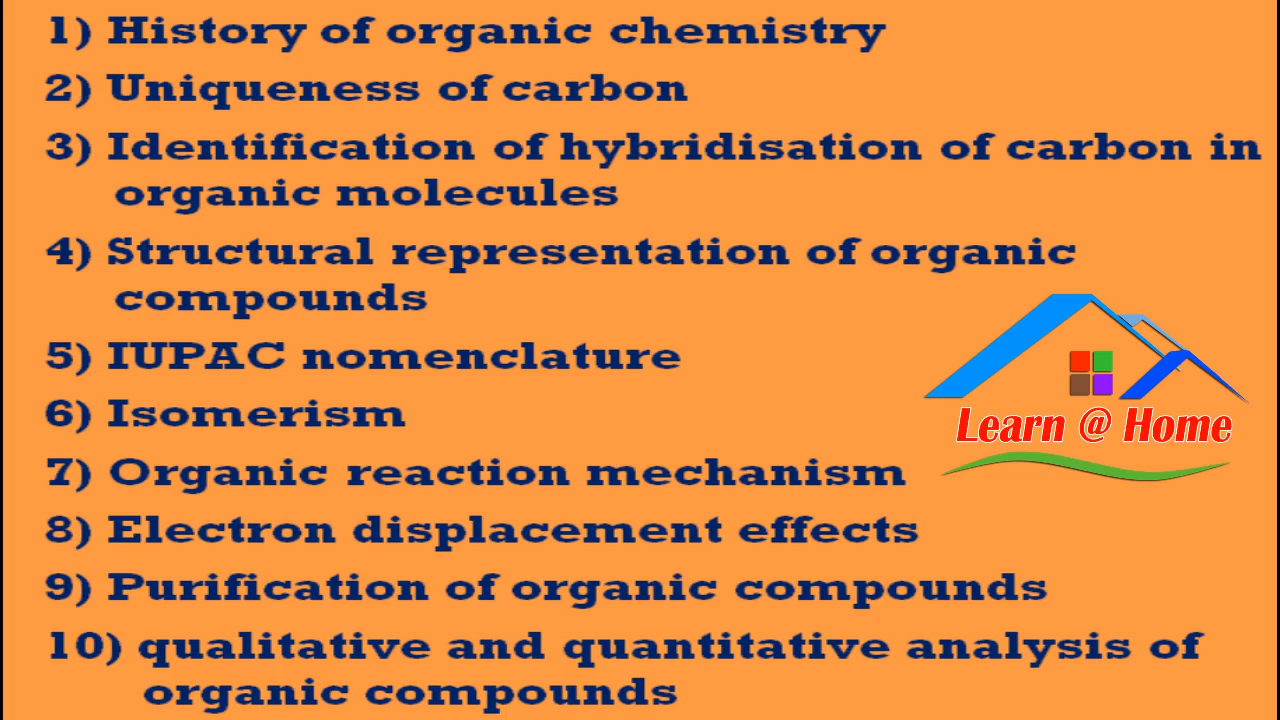 1) History of organic chemistry
2) Uniqueness of carbon
3) Identification of hybridisation of carbon in
organic molecules
4) Structural representation of organic
compounds
5) IUPAC nomenclature
6) Isomerism
Learn @ Home
7) Organic reaction mechanism
8) Electron displacement effects
9) Purification of organic compounds
10) qualitative and quantitative analysis of
organic compounds